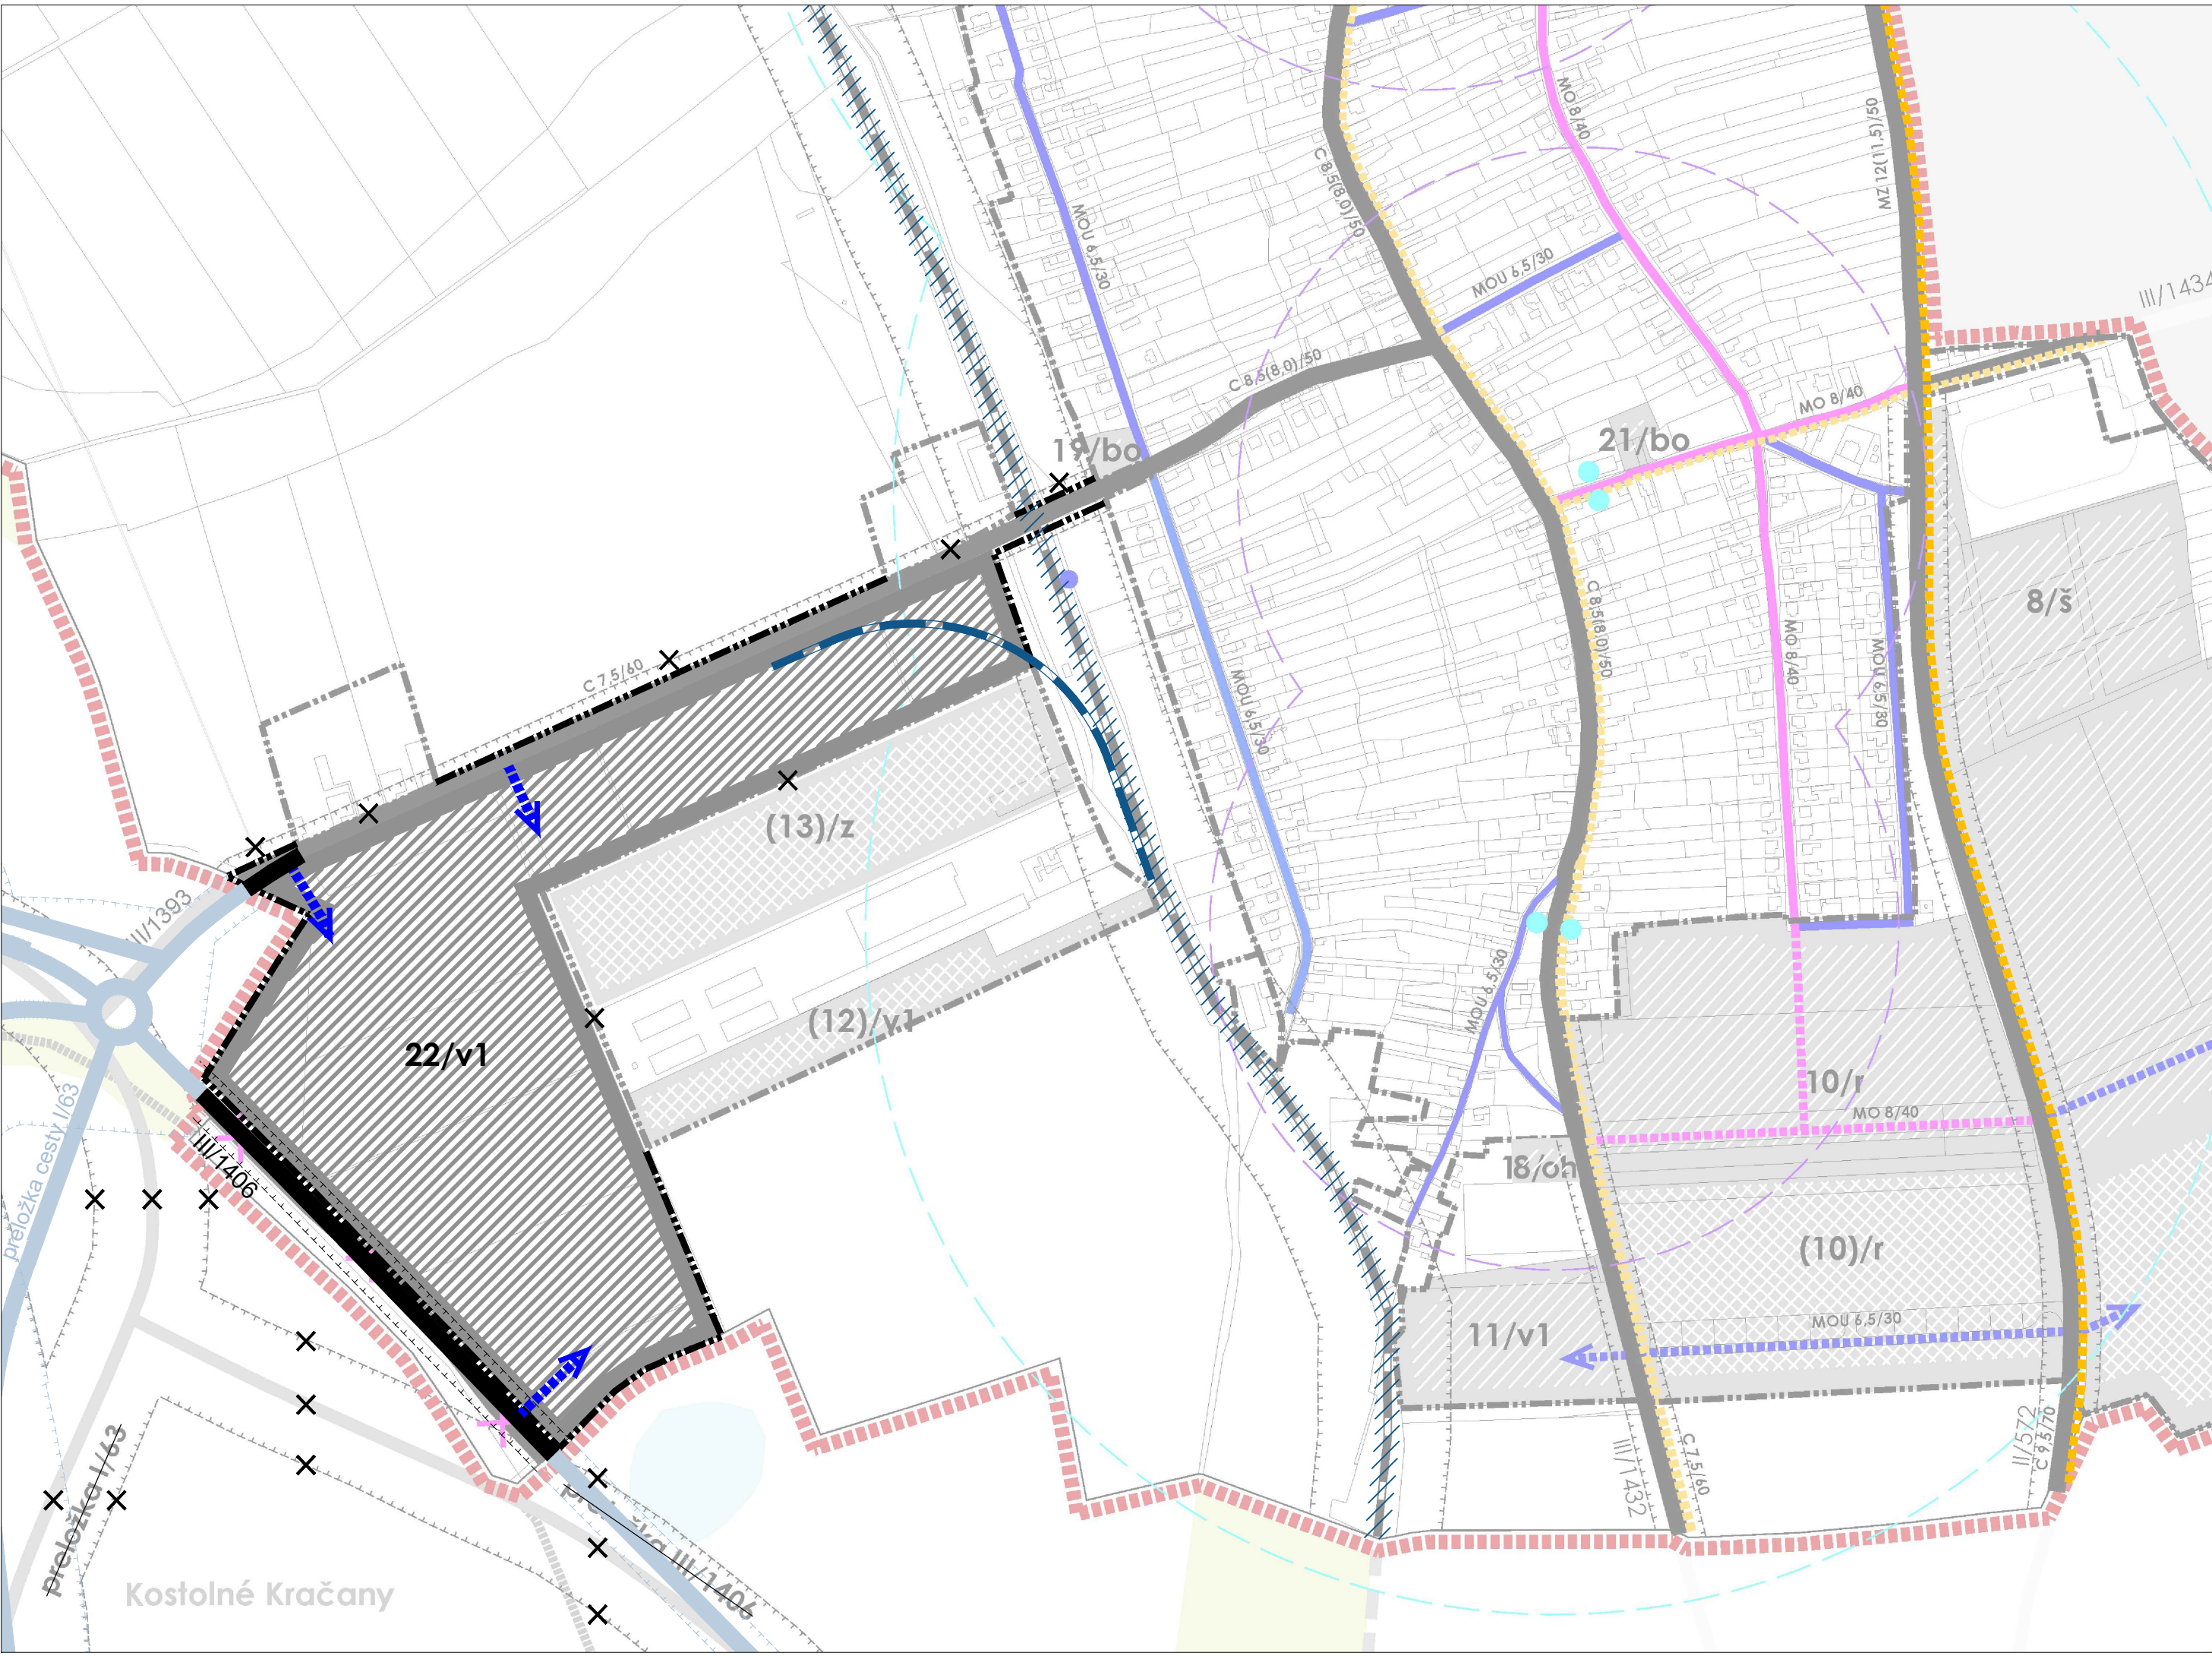 MO 8/40
MZ 12(11,5)/50
C 8,5(8,0)/50
MOU 6,5/30
MOU 6,5/30
III/1434
C 8,5(8,0)/50
MO 8/40
19/bo
21/bo
C 8,5(8,0)/50
8/š
MO 8/40
MOU 6,5/30
C 7,5/60
MOU 6,5/30
(13)/z
III/1393
MOU 6,5/30
(12)/v1
22/v1
10/r
MO 8/40
preložka cesty I/63
III/1406
18/oh
(10)/r
MOU 6,5/30
11/v1
II/572
C 9,5/70
III/1432
C 7,5/60
preložka I/63
preložka III/1406
Kostolné Kračany